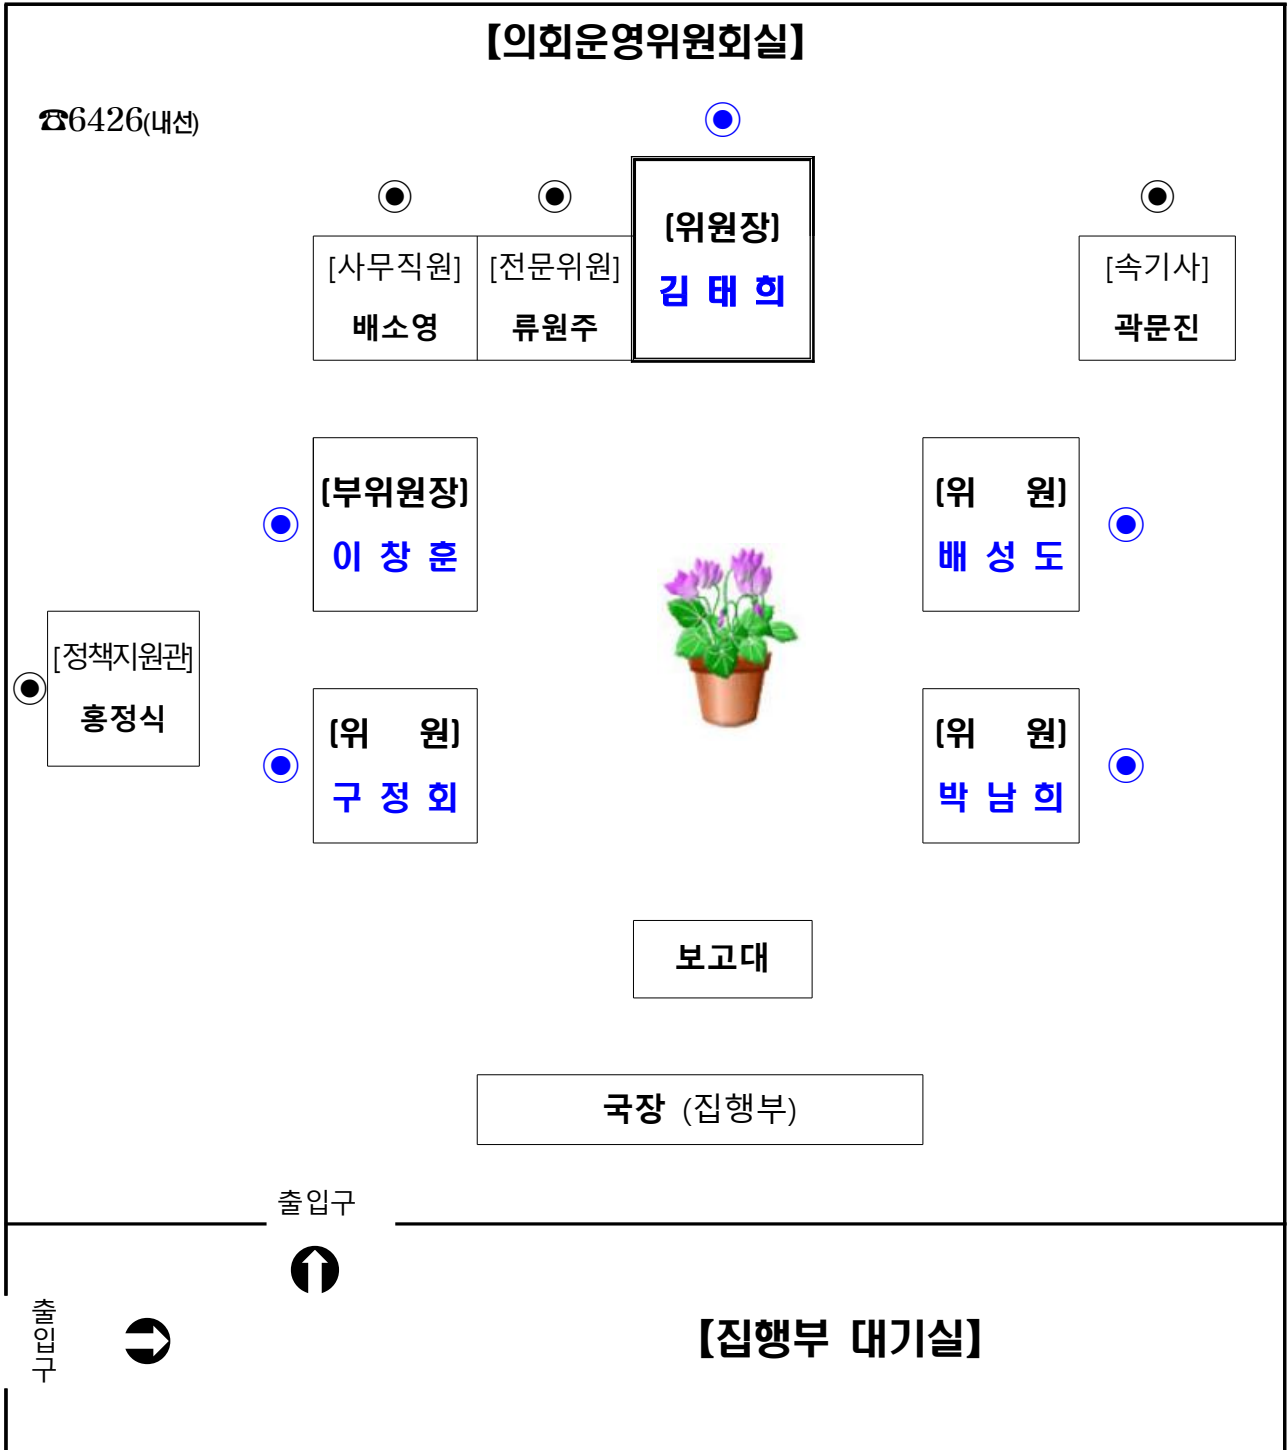 【의회운영위원회실】
☎6426(내선)
[위원장]
김 태 희
[사무직원]
배소영
[전문위원]
류원주
[속기사]
곽문진
[부위원장]
이 창 훈
[위 원]
배 성 도
[정책지원관]
홍정식
[위 원]
구 정 회
[위 원]
박 남 희
보고대
국장 (집행부)
출입구
출입구
【집행부 대기실】